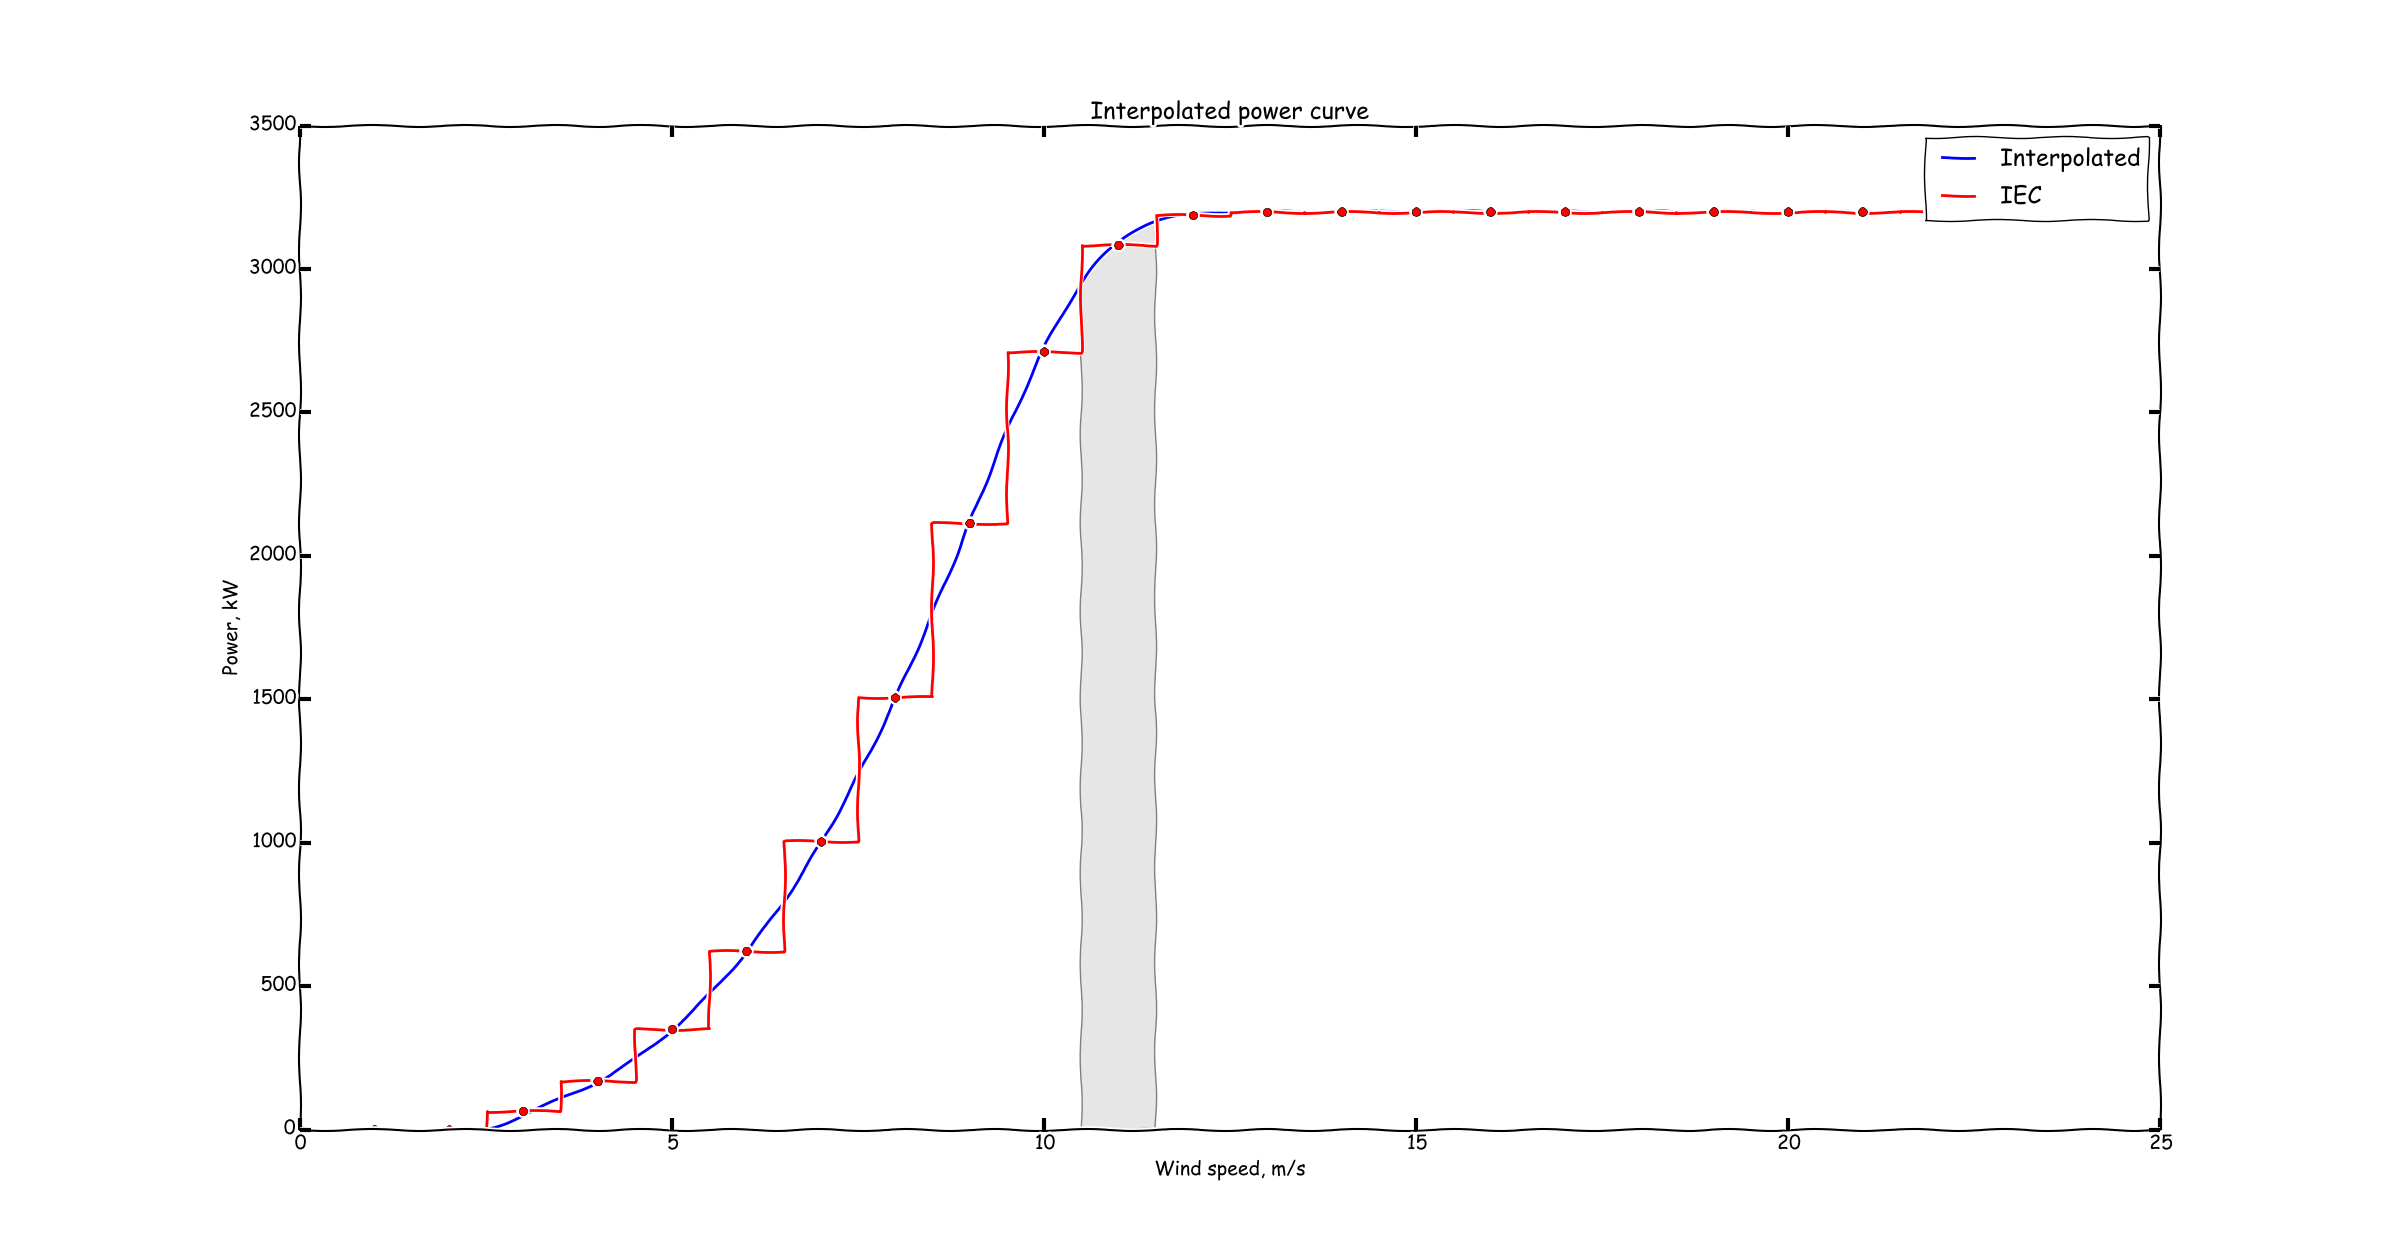 Interpolated power curve
3500
Interpolated
IEC
3000
2500
2000
1500
1000
500
0
Power, kW
0 5 10 15 20 25
Wind speed, m/s